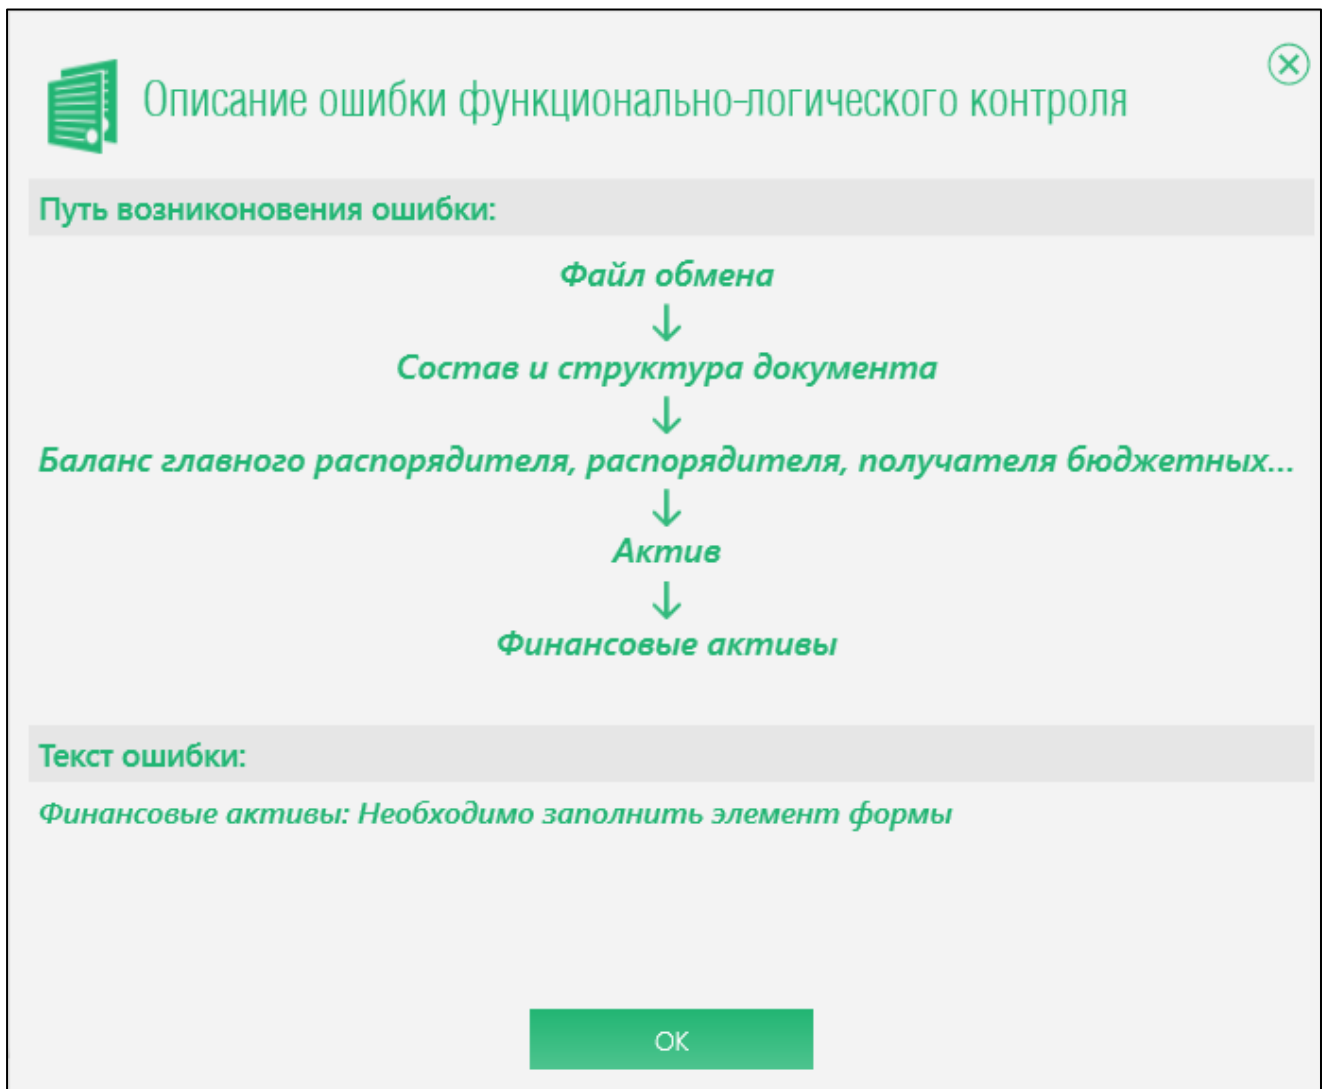 Описание ошибки функционально-логического контроля
Путь возниконовения ошибки:
Файл обмена
↓
Состав и структура документа
↓
Баланс главного распорядителя, распорядителя, получателя бюджетных...
↓
Актив
↓
Финансовые активы
Текст ошибки:
Финансовые активы: Необходимо заполнить элемент формы
ОК